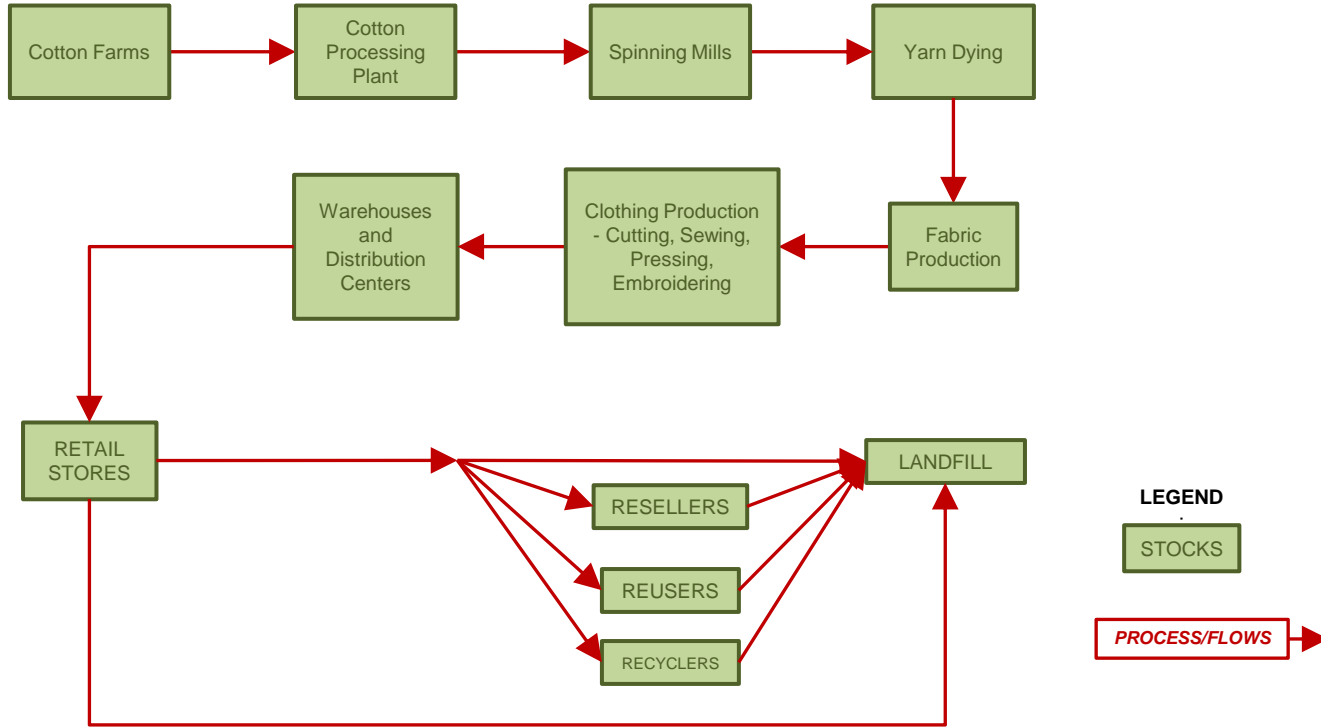 Cotton Farms
Cotton
Processing
Plant
Spinning Mills
Yarn Dying
Warehouses
and
Distribution
Centers
Clothing Production
- Cutting, Sewing,
Pressing,
Embroidering
Fabric
Production
RETAIL
STORES
LANDFILL
RESELLERS
REUSERS
RECYCLERS
LEGEND
.
STOCKS
PROCESS/FLOWS